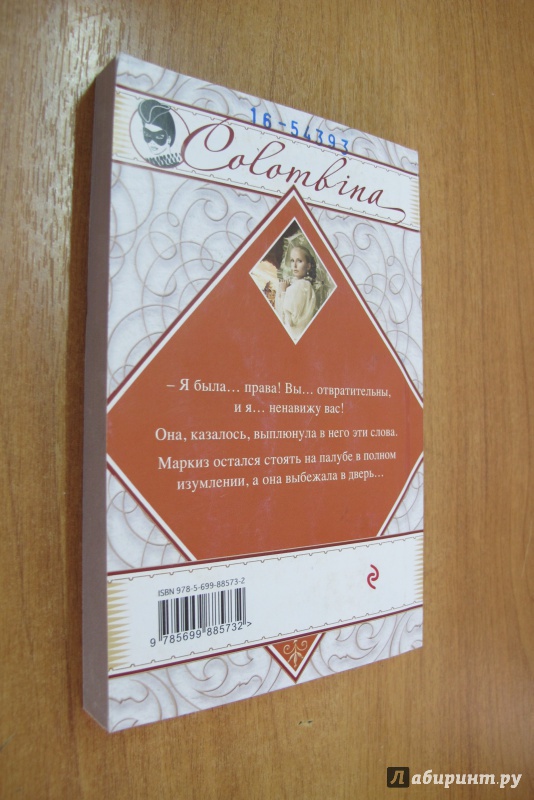 16-54393
Colombina
– Я была… права! Вы… отвратительны,
и я… ненавижу вас!
Она, казалось, выплюнула в него эти слова.
Маркиз остался стоять на палубе в полном
изумлении, а она выбежала в дверь…
ISBN 978-5-699-88573-2
9 785699 885732 >
Лабиринт.ру